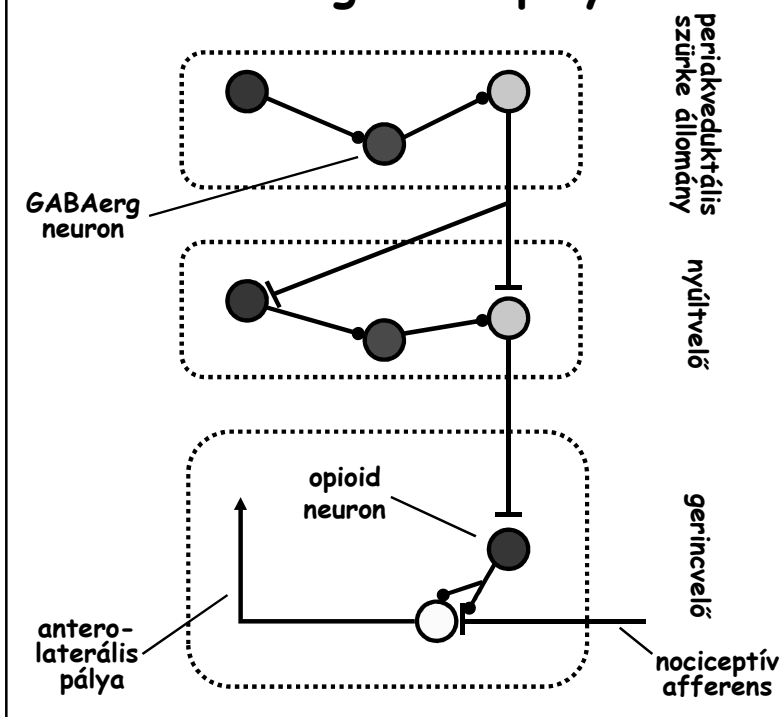 periakveduktális
szürke állomány
GABAerg
neuron
nyúltvelő
opioid
neuron
gerincvelő
antero-
laterális
pálya
nociceptív
afferens